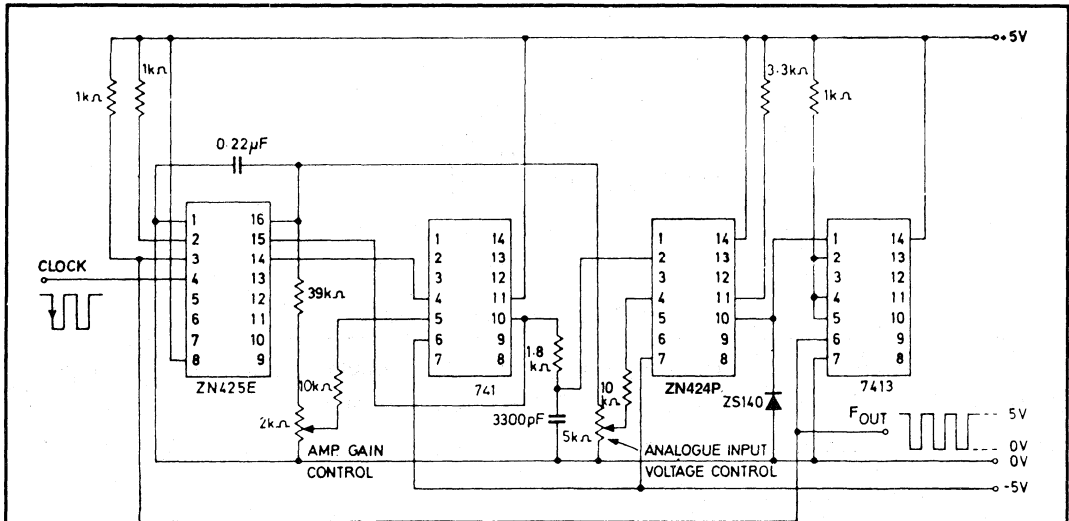 +5V
1kΩ
1kΩ
3·3kΩ
1kΩ
0·22µF
CLOCK
1 16
2 15
3 14
4 13
5 12
6 11
7 10
8 9
ZN425E
39kΩ
10kΩ
2kΩ
AMP. GAIN
CONTROL
1 14
2 13
3 12
4 11
5 10
6 9
7 8
741
1.8
kΩ
3300pF
10
kΩ
5kΩ
ANALOGUE INPUT
VOLTAGE CONTROL
1 14
2 13
3 12
4 11
5 10
6 9
7 8
ZN424P
ZS140
1 14
2 13
3 12
4 11
5 10
6 9
7 8
7413
FOUT
5V
0V
0V
-5V